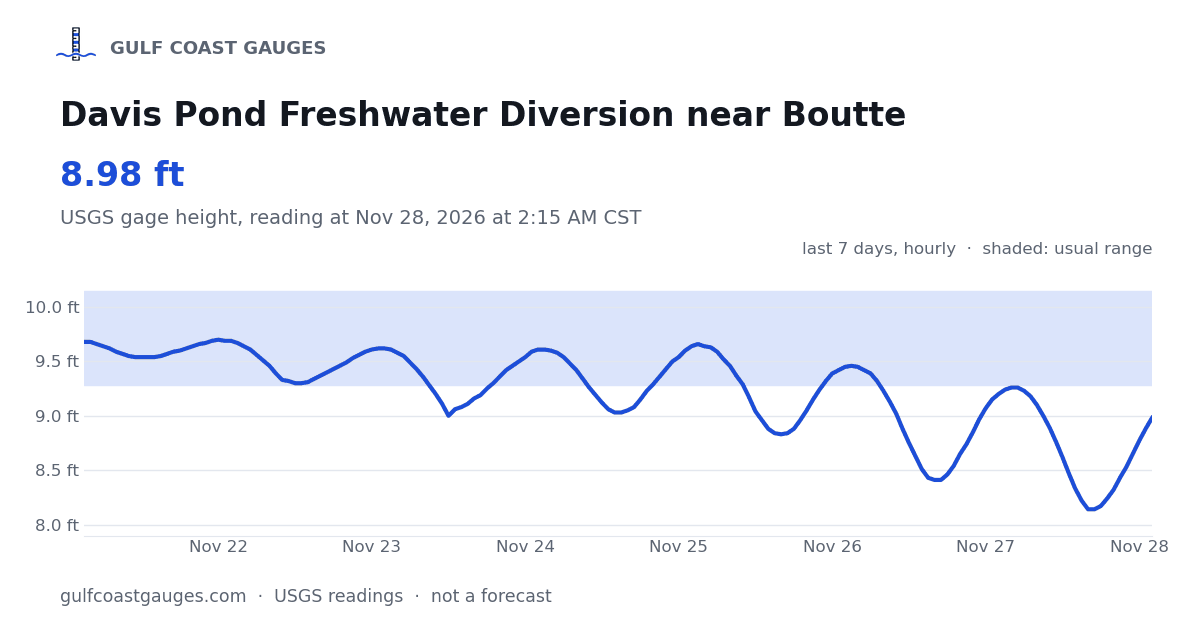 GULF COAST GAUGES
Davis Pond Freshwater Diversion near Boutte
8.98 ft
USGS gage height, reading at Nov 28, 2026 at 2:15 AM CST
last 7 days, hourly · shaded: usual range
10.0 ft
9.5 ft
9.0 ft
8.5 ft
8.0 ft
Nov 22 Nov 23 Nov 24 Nov 25 Nov 26 Nov 27 Nov 28
gulfcoastgauges.com · USGS readings · not a forecast